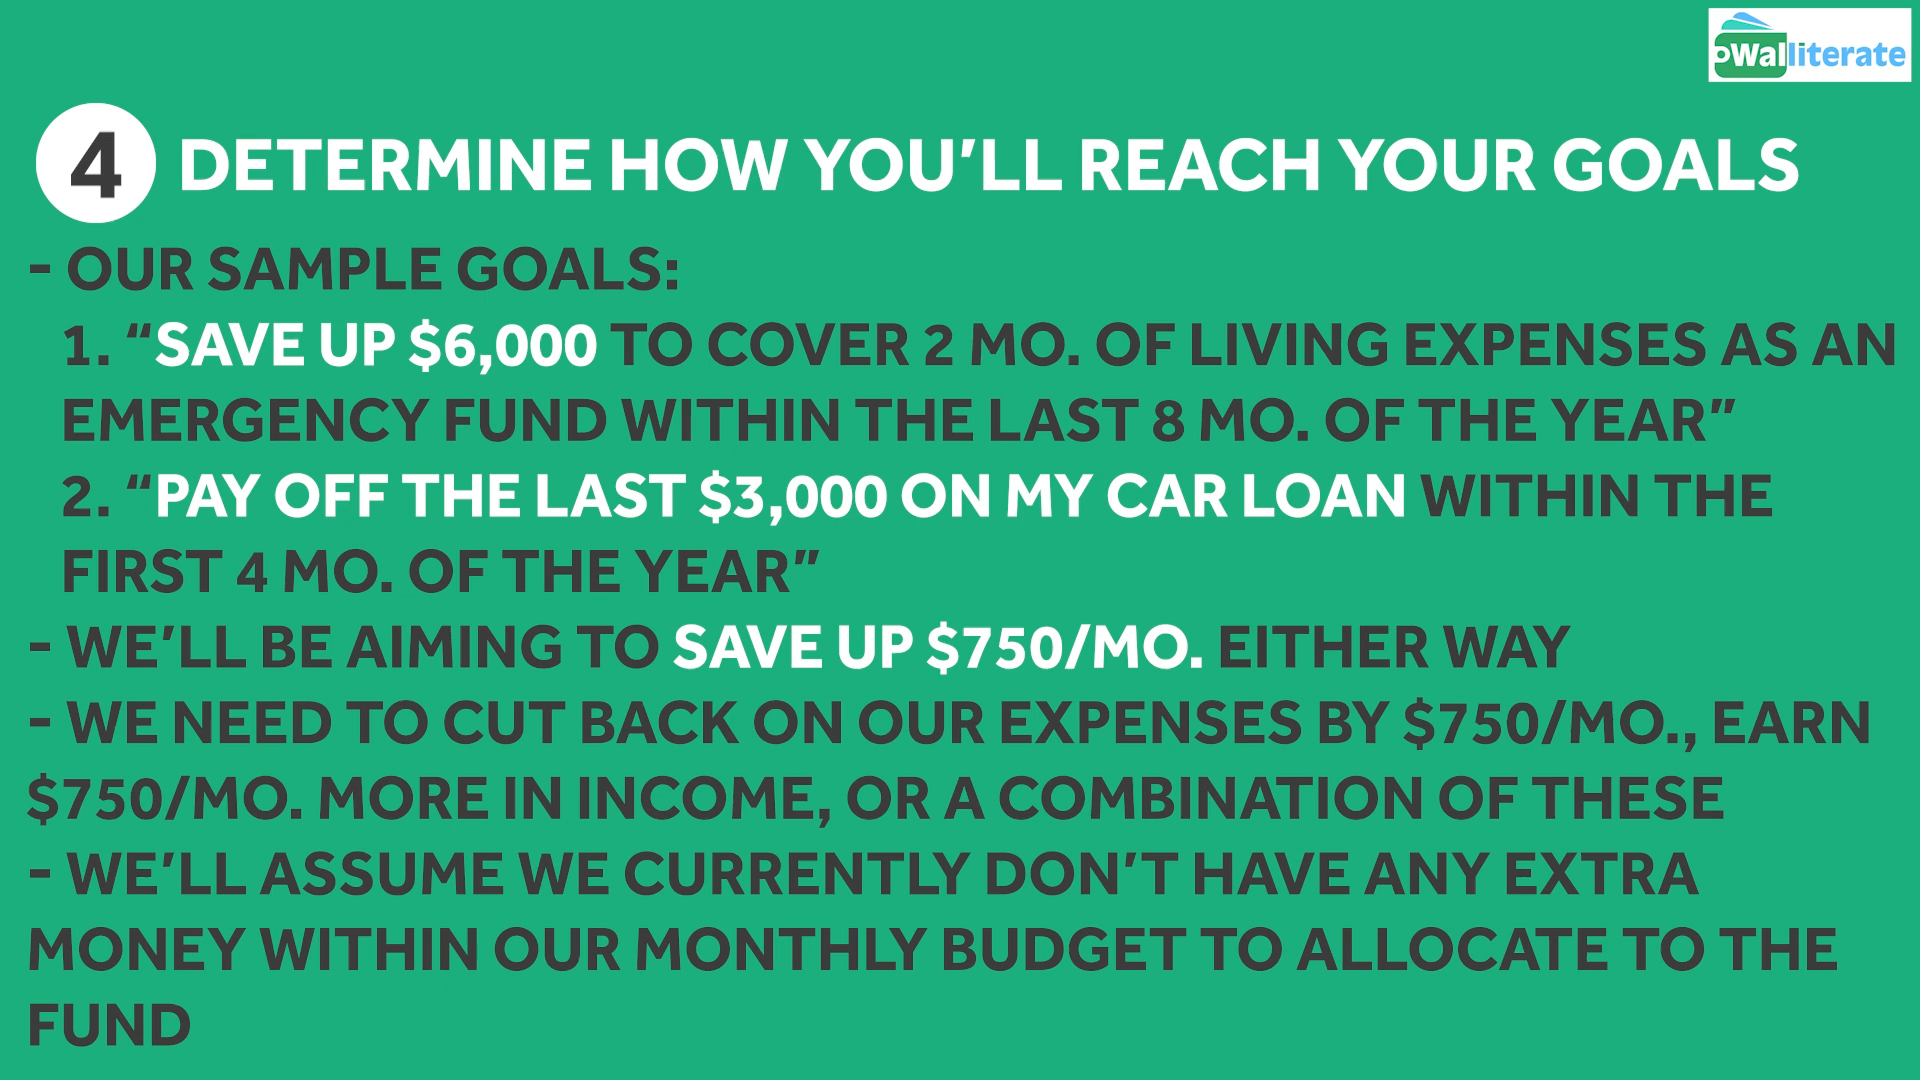 oWalliterate
4 DETERMINE HOW YOU’LL REACH YOUR GOALS
- OUR SAMPLE GOALS:
1. “SAVE UP $6,000 TO COVER 2 MO. OF LIVING EXPENSES AS AN
EMERGENCY FUND WITHIN THE LAST 8 MO. OF THE YEAR”
2. “PAY OFF THE LAST $3,000 ON MY CAR LOAN WITHIN THE
FIRST 4 MO. OF THE YEAR”
- WE’LL BE AIMING TO SAVE UP $750/MO. EITHER WAY
- WE NEED TO CUT BACK ON OUR EXPENSES BY $750/MO., EARN
$750/MO. MORE IN INCOME, OR A COMBINATION OF THESE
- WE’LL ASSUME WE CURRENTLY DON’T HAVE ANY EXTRA
MONEY WITHIN OUR MONTHLY BUDGET TO ALLOCATE TO THE
FUND